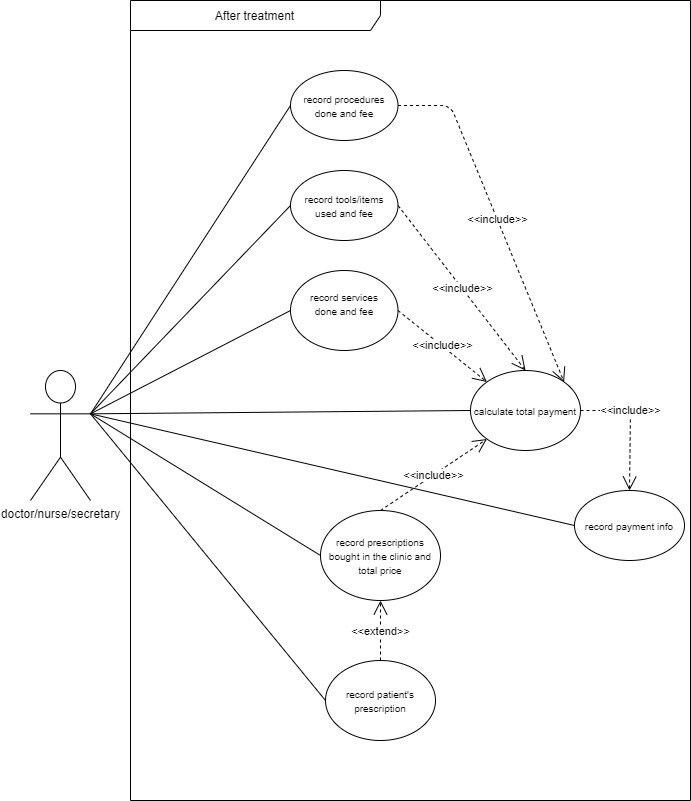 After treatment
record procedures
done and fee
record tools/items
used and fee
<<include>>
record services
done and fee
<<include>>
<<include>>
calculate total payment
<<include>>
<<include>>
doctor/nurse/secretary
record payment info
record prescriptions
bought in the clinic and
total price
<<extend>>
record patient's
prescription